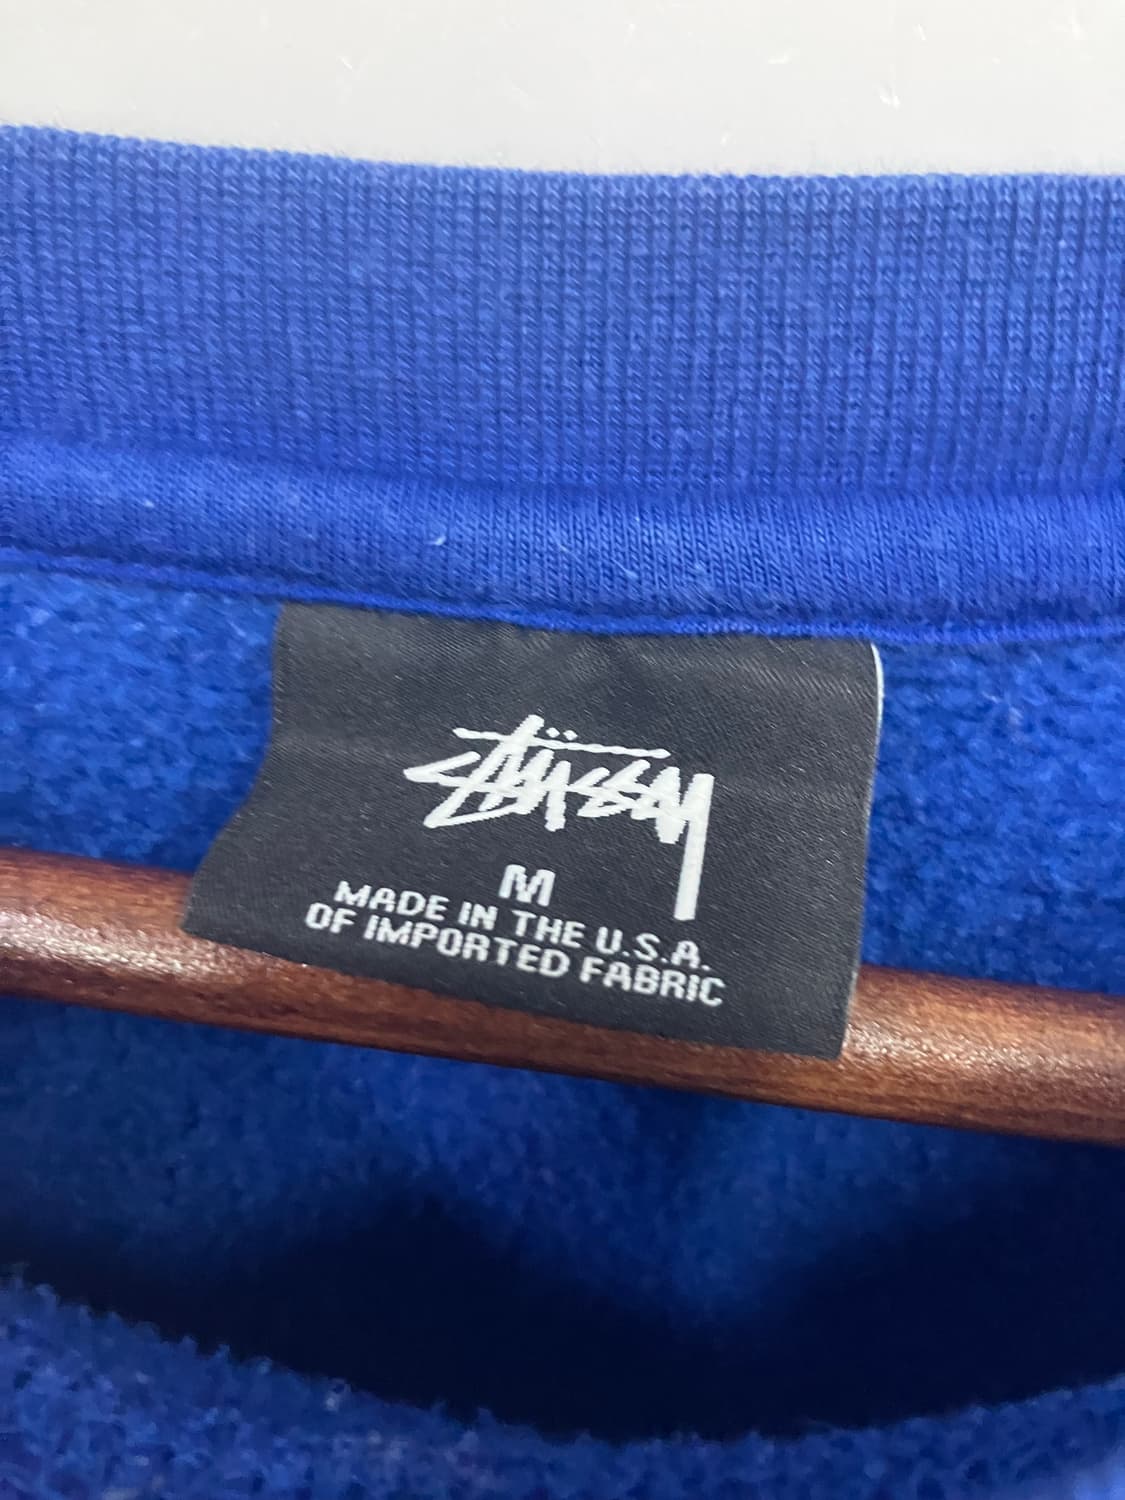 STÜSSY
M
MADE IN THE U.S.A.
OF IMPORTED FABRIC